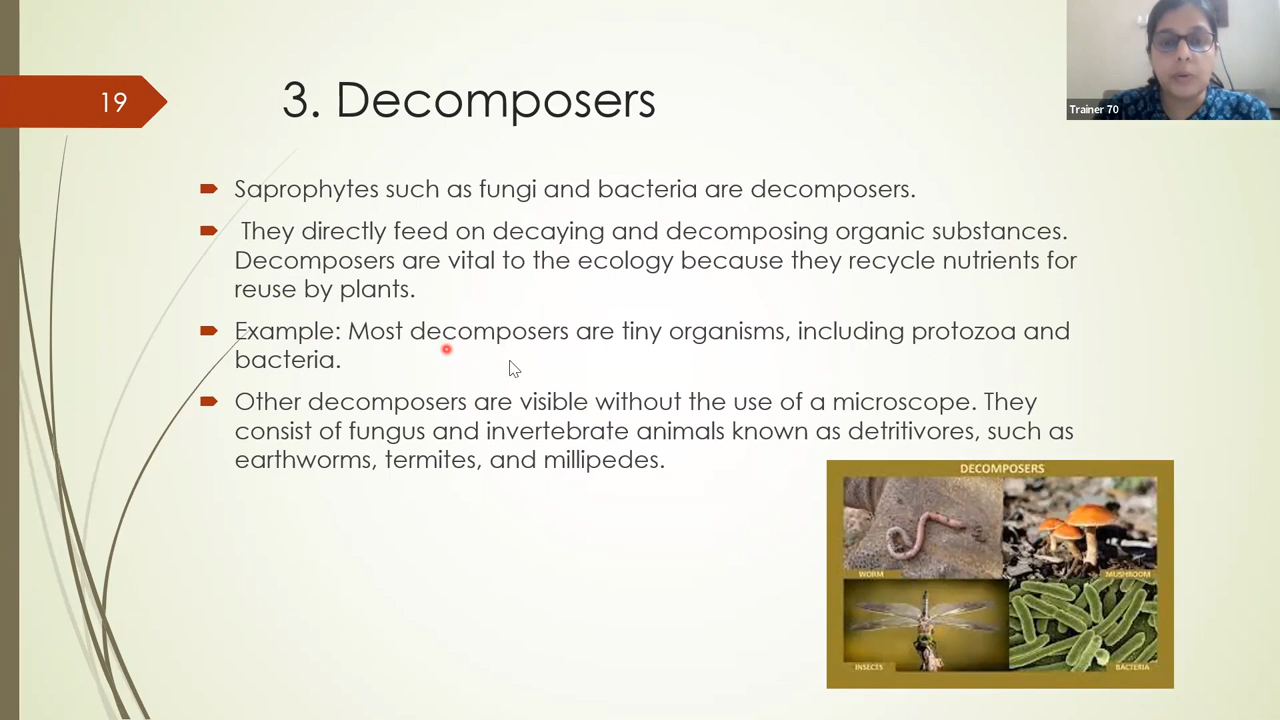 19
3. Decomposers
Trainer 70
Saprophytes such as fungi and bacteria are decomposers.
They directly feed on decaying and decomposing organic substances.
Decomposers are vital to the ecology because they recycle nutrients for
reuse by plants.
Example: Most decomposers are tiny organisms, including protozoa and
bacteria.
Other decomposers are visible without the use of a microscope. They
consist of fungus and invertebrate animals known as detritivores, such as
earthworms, termites, and millipedes.
DECOMPOSERS
WORM
MUSHROOM
INSECTS
BACTERIA